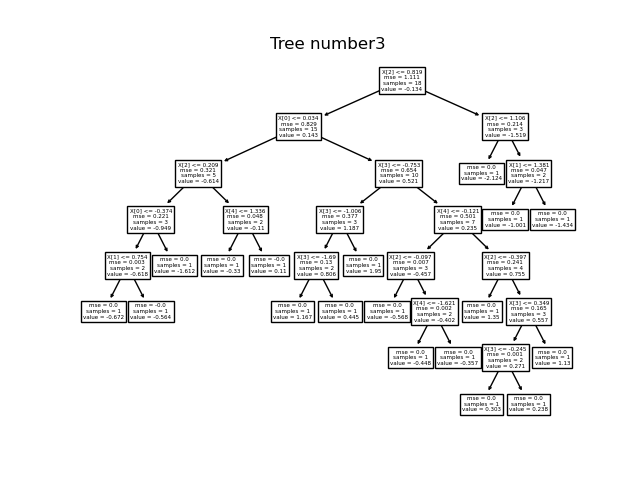 Tree number3
X[2] <= 0.819
mse = 1.111
samples = 18
value = -0.134
X[0] <= 0.034
mse = 0.829
samples = 15
value = 0.143
X[2] <= 1.106
mse = 0.214
samples = 3
value = -1.519
X[2] <= 0.209
mse = 0.321
samples = 5
value = -0.614
X[3] <= -0.753
mse = 0.654
samples = 10
value = 0.521
mse = 0.0
samples = 1
value = -2.124
X[1] <= 1.381
mse = 0.047
samples = 2
value = -1.217
X[0] <= -0.374
mse = 0.221
samples = 3
value = -0.949
X[4] <= 1.336
mse = 0.048
samples = 2
value = -0.11
X[3] <= -1.006
mse = 0.377
samples = 3
value = 1.187
X[4] <= -0.121
mse = 0.501
samples = 7
value = 0.235
mse = 0.0
samples = 1
value = -1.001
mse = 0.0
samples = 1
value = -1.434
X[1] <= 0.754
mse = 0.003
samples = 2
value = -0.618
mse = 0.0
samples = 1
value = -1.612
mse = 0.0
samples = 1
value = -0.33
mse = -0.0
samples = 1
value = 0.11
X[3] <= -1.69
mse = 0.13
samples = 2
value = 0.806
mse = 0.0
samples = 1
value = 1.95
X[2] <= -0.097
mse = 0.007
samples = 3
value = -0.457
X[2] <= -0.397
mse = 0.241
samples = 4
value = 0.755
mse = 0.0
samples = 1
value = -0.672
mse = -0.0
samples = 1
value = -0.564
mse = 0.0
samples = 1
value = 1.167
mse = 0.0
samples = 1
value = 0.445
mse = 0.0
samples = 1
value = -0.568
X[4] <= -1.621
mse = 0.002
samples = 2
value = -0.402
mse = 0.0
samples = 1
value = 1.35
X[3] <= 0.349
mse = 0.165
samples = 3
value = 0.557
mse = 0.0
samples = 1
value = -0.448
mse = 0.0
samples = 1
value = -0.357
X[3] <= -0.245
mse = 0.001
samples = 2
value = 0.271
mse = 0.0
samples = 1
value = 1.13
mse = 0.0
samples = 1
value = 0.303
mse = 0.0
samples = 1
value = 0.238